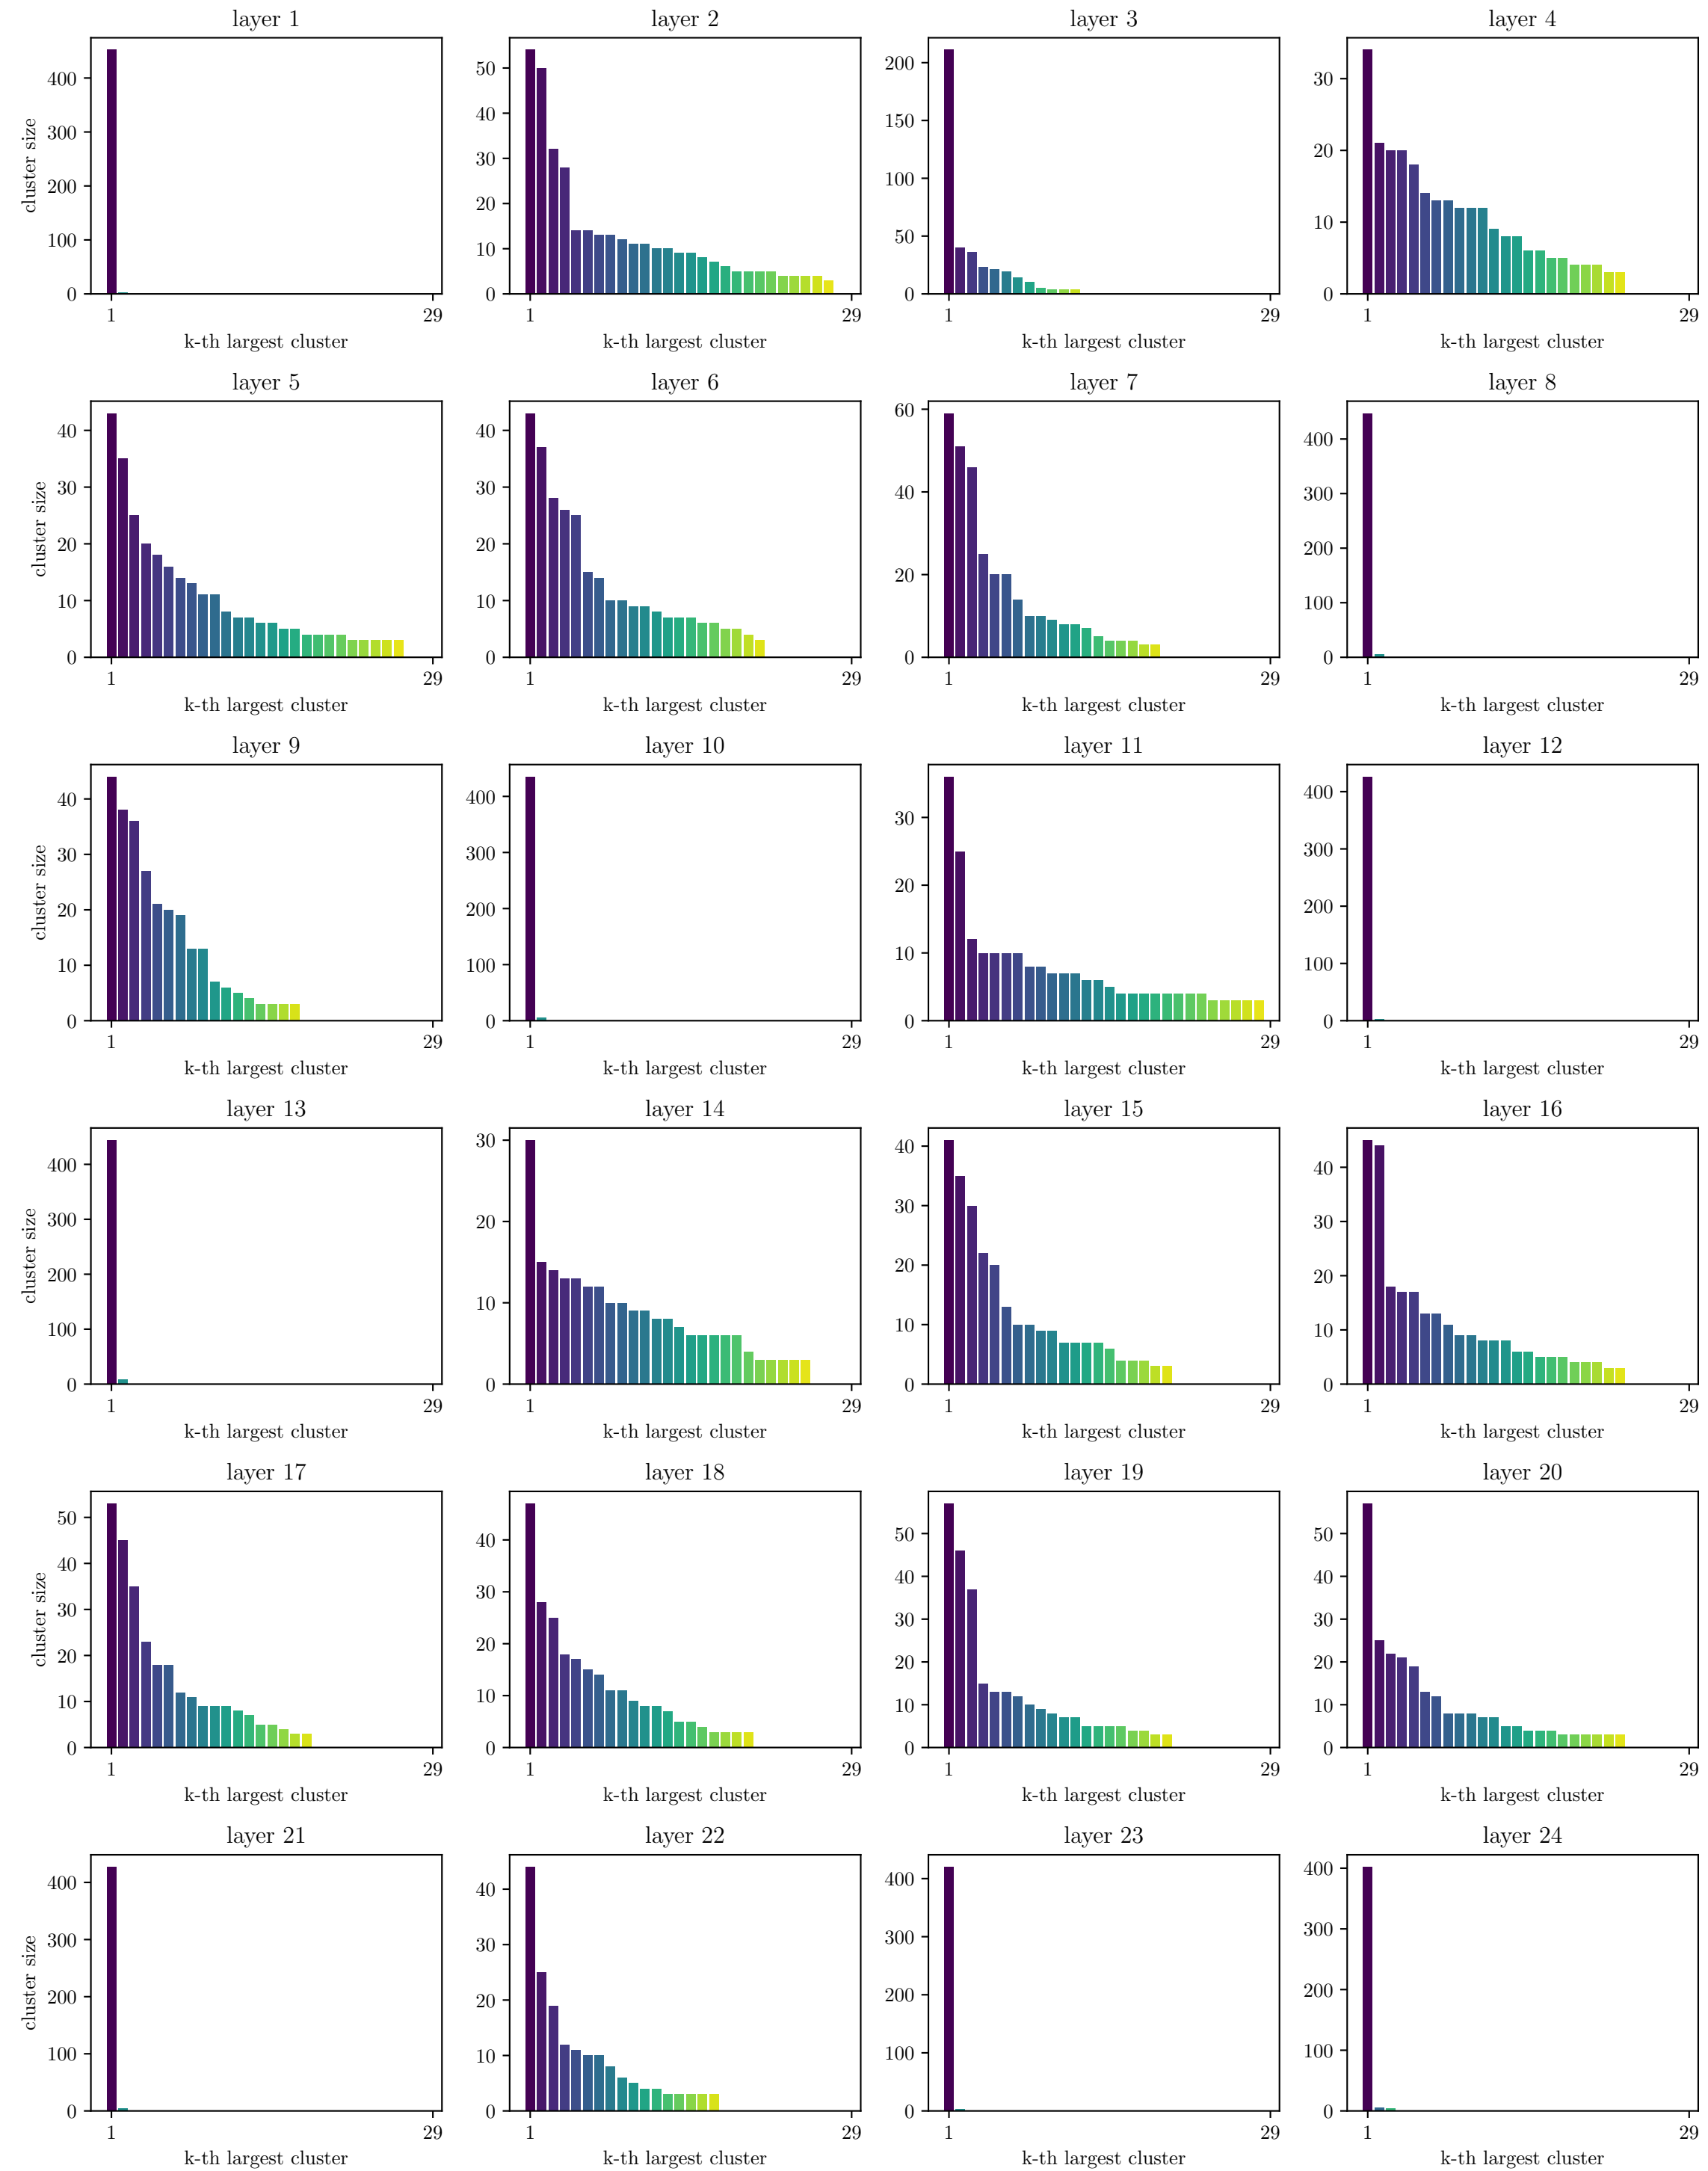 layer 1
layer 2
layer 3
layer 4
cluster size
400
300
200
100
0
50
40
30
20
10
0
200
150
100
50
0
30
20
10
0
1 29
1 29
1 29
1 29
k-th largest cluster
k-th largest cluster
k-th largest cluster
k-th largest cluster
layer 5
layer 6
layer 7
layer 8
cluster size
40
30
20
10
0
40
30
20
10
0
60
40
20
0
400
300
200
100
0
1 29
1 29
1 29
1 29
k-th largest cluster
k-th largest cluster
k-th largest cluster
k-th largest cluster
layer 9
layer 10
layer 11
layer 12
cluster size
40
30
20
10
0
400
300
200
100
0
30
20
10
0
400
300
200
100
0
1 29
1 29
1 29
1 29
k-th largest cluster
k-th largest cluster
k-th largest cluster
k-th largest cluster
layer 13
layer 14
layer 15
layer 16
cluster size
400
300
200
100
0
30
20
10
0
40
30
20
10
0
40
30
20
10
0
1 29
1 29
1 29
1 29
k-th largest cluster
k-th largest cluster
k-th largest cluster
k-th largest cluster
layer 17
layer 18
layer 19
layer 20
cluster size
50
40
30
20
10
0
40
30
20
10
0
50
40
30
20
10
0
50
40
30
20
10
0
1 29
1 29
1 29
1 29
k-th largest cluster
k-th largest cluster
k-th largest cluster
k-th largest cluster
layer 21
layer 22
layer 23
layer 24
cluster size
400
300
200
100
0
40
30
20
10
0
400
300
200
100
0
400
300
200
100
0
1 29
1 29
1 29
1 29
k-th largest cluster
k-th largest cluster
k-th largest cluster
k-th largest cluster